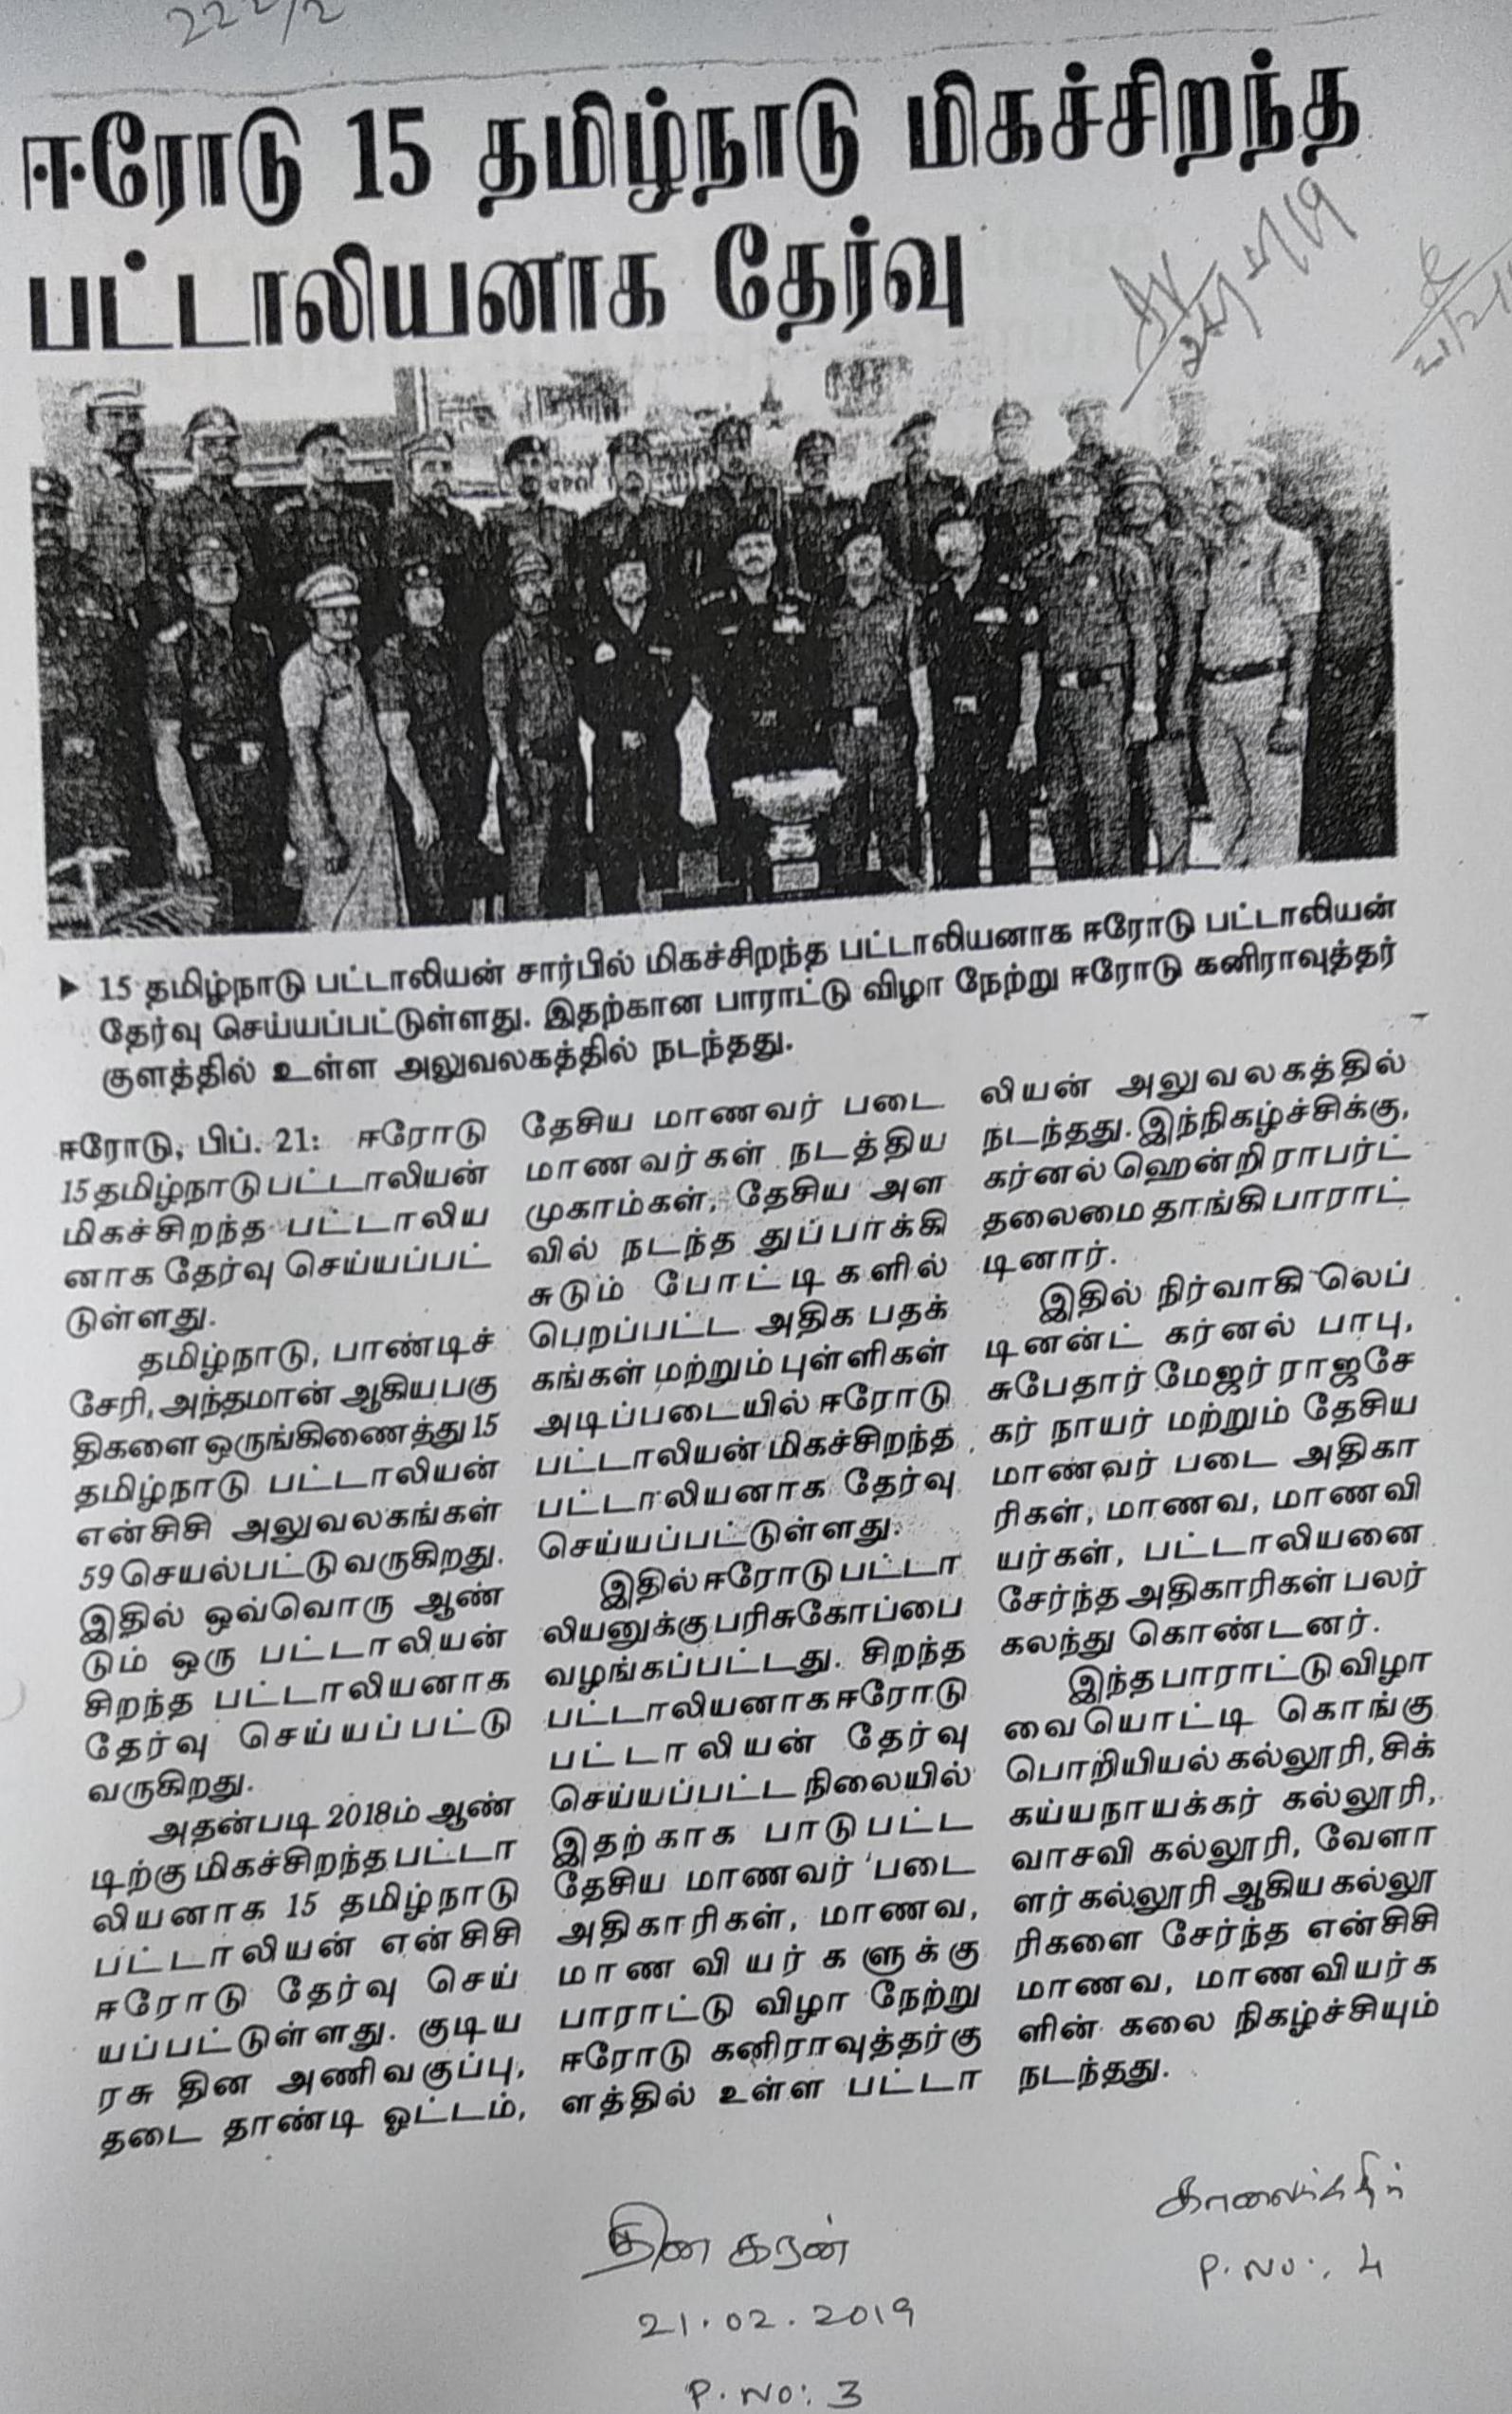 222/2
ஈரோடு 15 தமிழ்நாடு மிகச்சிறந்த
பட்டாலியனாக தேர்வு
▶ 15 தமிழ்நாடு பட்டாலியன் சார்பில் மிகச்சிறந்த பட்டாலியனாக ஈரோடு பட்டாலியன்
தேர்வு செய்யப்பட்டுள்ளது. இதற்கான பாராட்டு விழா நேற்று ஈரோடு கனிராவுத்தர்
குளத்தில் உள்ள அலுவலகத்தில் நடந்தது.
ஈரோடு, பிப். 21: ஈரோடு
15 தமிழ்நாடு பட்டாலியன்
மிகச்சிறந்த பட்டாலிய
னாக தேர்வு செய்யப்பட்
டுள்ளது.
தமிழ்நாடு, பாண்டிச்
சேரி, அந்தமான் ஆகிய பகு
திகளை ஒருங்கிணைத்து 15
தமிழ்நாடு பட்டாலியன்
என்சிசி அலுவலகங்கள்
59 செயல்பட்டு வருகிறது.
இதில் ஒவ்வொரு ஆண்
டும் ஒரு பட்டாலியன்
சிறந்த பட்டாலியனாக
தேர்வு செய்யப்பட்டு
வருகிறது.
அதன்படி 2018ம் ஆண்
டிற்கு மிகச்சிறந்த பட்டா
லியனாக 15 தமிழ்நாடு
பட்டாலியன் என்சிசி
ஈரோடு தேர்வு செய்
யப்பட்டுள்ளது. குடிய
ரசு தின அணிவகுப்பு,
தடை தாண்டி ஓட்டம்,
தேசிய மாணவர் படை
மாணவர்கள் நடத்திய
முகாம்கள், தேசிய அள
வில் நடந்த துப்பாக்கி
சுடும் போட்டிகளில்
பெறப்பட்ட அதிக பதக்
கங்கள் மற்றும் புள்ளிகள்
அடிப்படையில் ஈரோடு
பட்டாலியன் மிகச்சிறந்த
பட்டாலியனாக தேர்வு
செய்யப்பட்டுள்ளது.
இதில் ஈரோடு பட்டா
லியனுக்கு பரிசுகோப்பை
வழங்கப்பட்டது. சிறந்த
பட்டாலியனாக ஈரோடு
பட்டாலியன் தேர்வு
செய்யப்பட்ட நிலையில்
இதற்காக பாடுபட்ட
தேசிய மாணவர் படை
அதிகாரிகள், மாணவ,
மாணவியர்களுக்கு
பாராட்டு விழா நேற்று
ஈரோடு கனிராவுத்தர்கு
ளத்தில் உள்ள பட்டா
லியன் அலுவலகத்தில்
நடந்தது. இந்நிகழ்ச்சிக்கு,
கர்னல் ஹென்றி ராபர்ட்
தலைமை தாங்கி பாராட்
டினார்.
இதில் நிர்வாகி லெப்
டினன்ட் கர்னல் பாபு,
சுபேதார் மேஜர் ராஜசே
கர் நாயர் மற்றும் தேசிய
மாணவர் படை அதிகா
ரிகள், மாணவ, மாணவி
யர்கள், பட்டாலியனை
சேர்ந்த அதிகாரிகள் பலர்
கலந்து கொண்டனர்.
இந்த பாராட்டு விழா
வையொட்டி கொங்கு
பொறியியல் கல்லூரி, சிக்
கய்யநாயக்கர் கல்லூரி,
வாசவி கல்லூரி, வேளா
ளர் கல்லூரி ஆகிய கல்லூ
ரிகளை சேர்ந்த என்சிசி
மாணவ, மாணவியர்க
ளின் கலை நிகழ்ச்சியும்
நடந்தது.
தினகரன்
21.02.2019
P.No: 3
காலைக்கதிர்
P.No:. 4